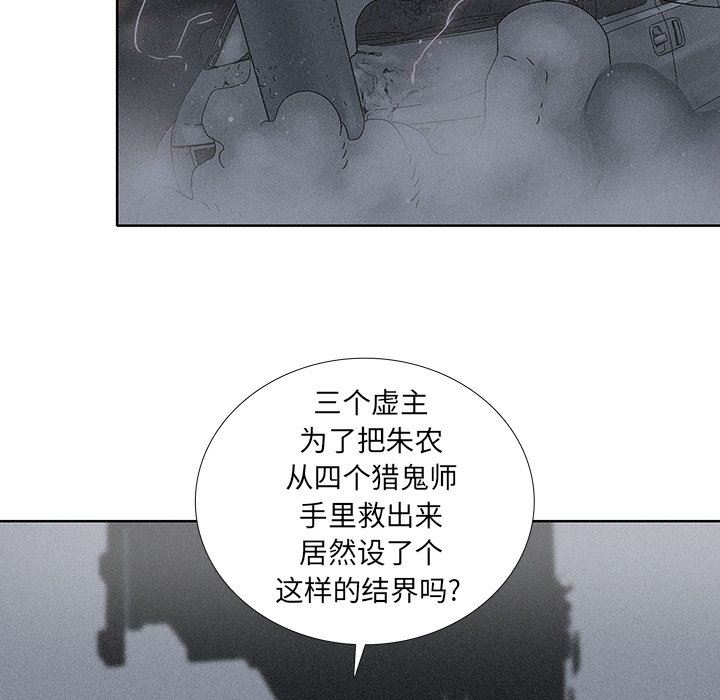 三个虚主
为了把朱农
从四个猎鬼师
手里救出来
居然设了个
这样的结界吗?